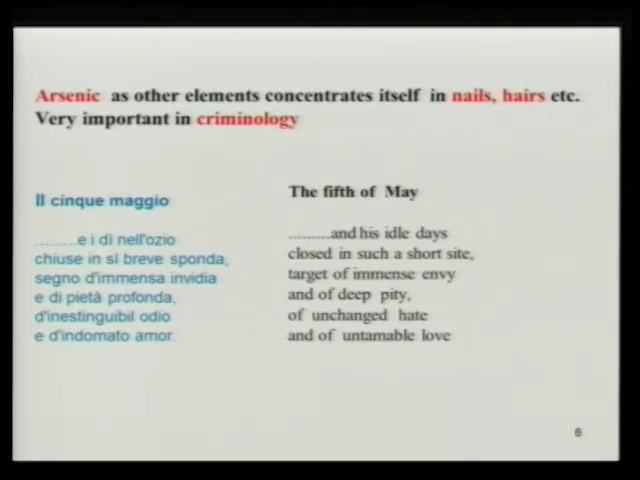 Arsenic as other elements concentrates itself in nails, hairs etc.
Very important in criminology
Il cinque maggio
.........e i dì nell'ozio
chiuse in sì breve sponda,
segno d'immensa invidia
e di pietà profonda,
d'inestinguibil odio
e d'indomato amor.
The fifth of May
.........and his idle days
closed in such a short site,
target of immense envy
and of deep pity,
of unchanged hate
and of untamable love
6